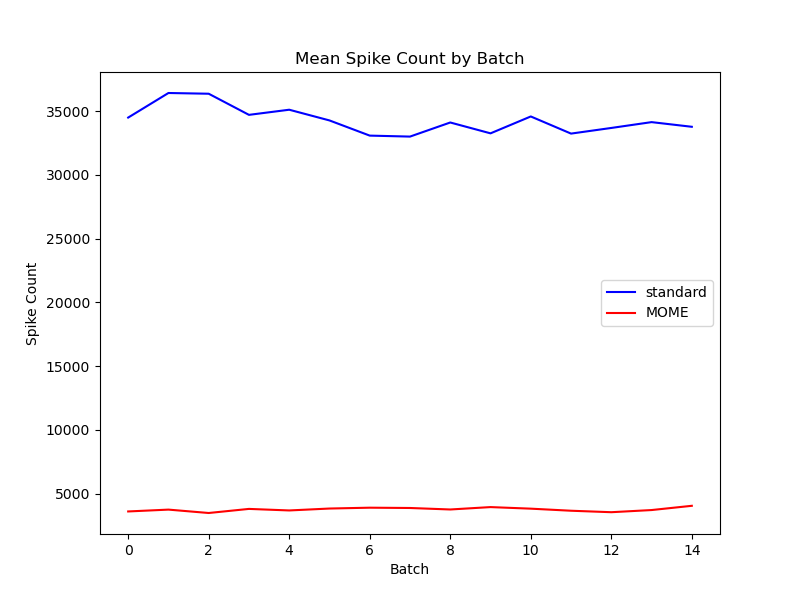 Mean Spike Count by Batch
35000
30000
25000
20000
15000
10000
5000
Spike Count
standard
MOME
0 2 4 6 8 10 12 14
Batch